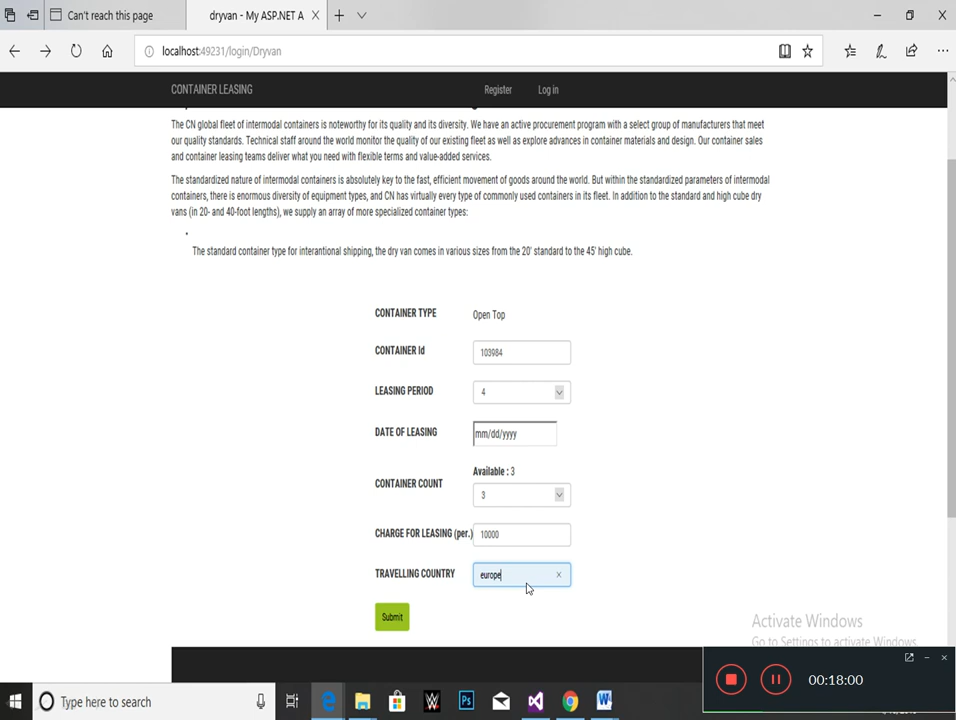 Can't reach this page
dryvan - My ASP.NET A
localhost:49231/login/Dryvan
CONTAINER LEASING
Register
Log in
The CN global fleet of intermodal containers is noteworthy for its quality and its diversity. We have an active procurement program with a select group of manufacturers that meet
our quality standards. Technical staff around the world monitor the quality of our existing fleet as well as explore advances in container materials and design. Our container sales
and container leasing teams deliver what you need with flexible terms and value-added services.
The standardized nature of intermodal containers is absolutely key to the fast, efficient movement of goods around the world. But within the standardized parameters of intermodal
containers, there is enormous diversity of equipment types, and CN has virtually every type of commonly used containers in its fleet. In addition to the standard and high cube dry
vans (in 20- and 40-foot lengths), we supply an array of more specialized container types:
The standard container type for interantional shipping, the dry van comes in various sizes from the 20' standard to the 45' high cube.
CONTAINER TYPE Open Top
CONTAINER Id 103984
LEASING PERIOD 4
DATE OF LEASING mm/dd/yyyy
Available : 3
CONTAINER COUNT 3
CHARGE FOR LEASING (per.) 10000
TRAVELLING COUNTRY europe
Submit
Activate Windows
Go to Settings to activate Windows.
00:18:00
Type here to search
W
Ps
W